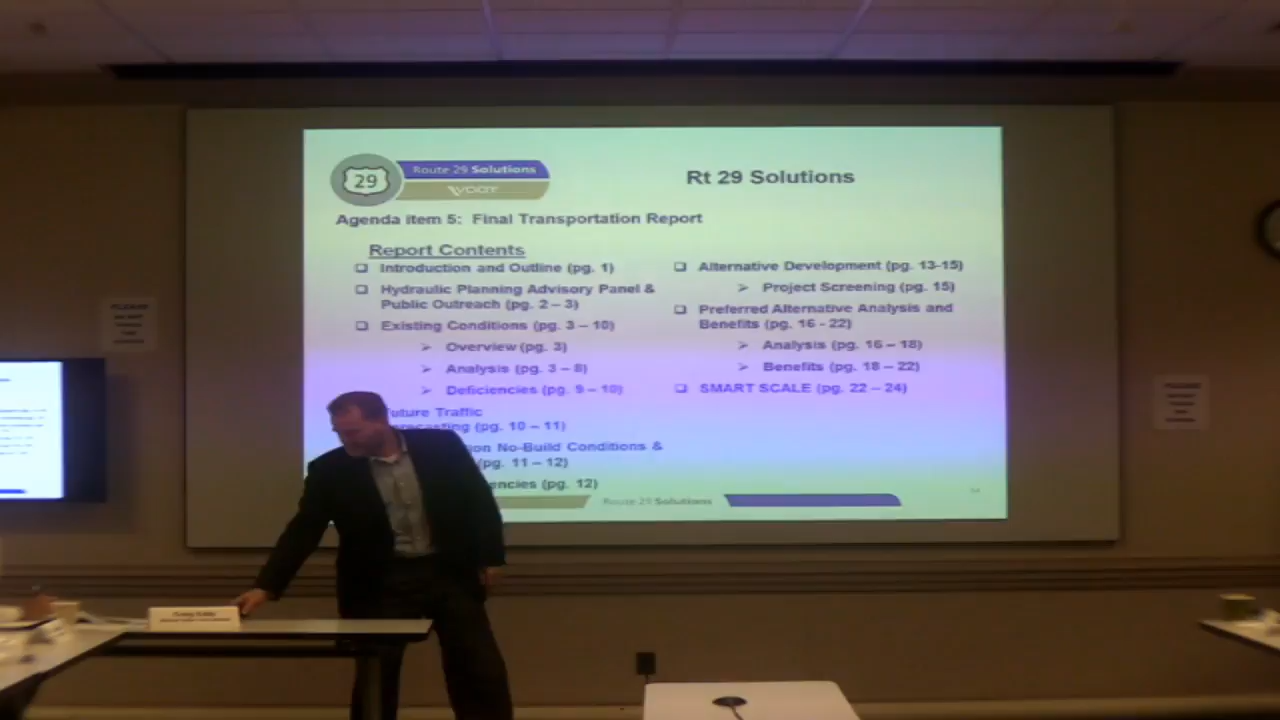 29
Route 29 Solutions
VDOT
Rt 29 Solutions
Agenda item 5: Final Transportation Report
Report Contents
❑ Introduction and Outline (pg. 1)
❑ Hydraulic Planning Advisory Panel &
Public Outreach (pg. 2 – 3)
❑ Existing Conditions (pg. 3 – 10)
➢ Overview (pg. 3)
➢ Analysis (pg. 3 – 8)
➢ Deficiencies (pg. 9 – 10)
Future Traffic
(pg. 10 – 11)
No-Build Conditions &
(pg. 11 – 12)
(pg. 12)
❑ Alternative Development (pg. 13-15)
➢ Project Screening (pg. 15)
❑ Preferred Alternative Analysis and
Benefits (pg. 16 - 22)
➢ Analysis (pg. 16 – 18)
➢ Benefits (pg. 18 – 22)
❑ SMART SCALE (pg. 22 – 24)
Route 29 Solutions
PLEASE